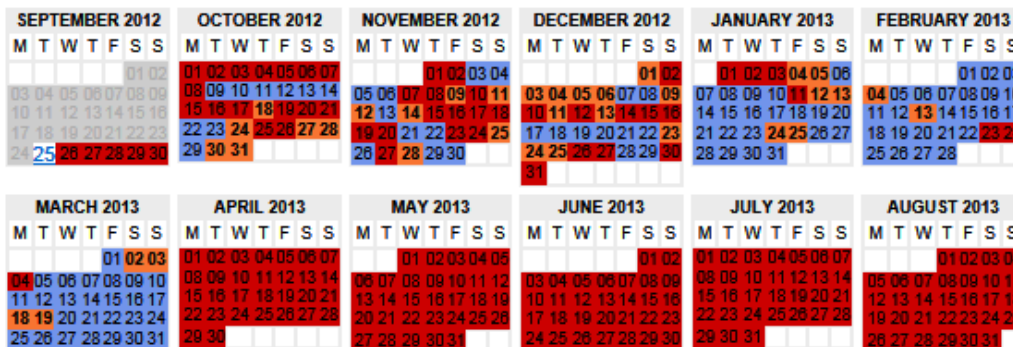 SEPTEMBER 2012
M T W T F S S
01 02
03 04 05 06 07 08 09
10 11 12 13 14 15 16
17 18 19 20 21 22 23
24 25 26 27 28 29 30
OCTOBER 2012
M T W T F S S
01 02 03 04 05 06 07
08 09 10 11 12 13 14
15 16 17 18 19 20 21
22 23 24 25 26 27 28
29 30 31
NOVEMBER 2012
M T W T F S S
01 02 03 04
05 06 07 08 09 10 11
12 13 14 15 16 17 18
19 20 21 22 23 24 25
26 27 28 29 30
DECEMBER 2012
M T W T F S S
01 02
03 04 05 06 07 08 09
10 11 12 13 14 15 16
17 18 19 20 21 22 23
24 25 26 27 28 29 30
31
JANUARY 2013
M T W T F S S
01 02 03 04 05 06
07 08 09 10 11 12 13
14 15 16 17 18 19 20
21 22 23 24 25 26 27
28 29 30 31
FEBRUARY 2013
M T W T F S S
01 02
04 05 06 07 08 09
11 12 13 14 15 16
18 19 20 21 22 23
25 26 27 28
MARCH 2013
M T W T F S S
01 02 03
04 05 06 07 08 09 10
11 12 13 14 15 16 17
18 19 20 21 22 23 24
25 26 27 28 29 30 31
APRIL 2013
M T W T F S S
01 02 03 04 05 06 07
08 09 10 11 12 13 14
15 16 17 18 19 20 21
22 23 24 25 26 27 28
29 30
MAY 2013
M T W T F S S
01 02 03 04 05
06 07 08 09 10 11 12
13 14 15 16 17 18 19
20 21 22 23 24 25 26
27 28 29 30 31
JUNE 2013
M T W T F S S
01 02
03 04 05 06 07 08 09
10 11 12 13 14 15 16
17 18 19 20 21 22 23
24 25 26 27 28 29 30
JULY 2013
M T W T F S S
01 02 03 04 05 06 07
08 09 10 11 12 13 14
15 16 17 18 19 20 21
22 23 24 25 26 27 28
29 30 31
AUGUST 2013
M T W T F S S
01 02 03
05 06 07 08 09 10
12 13 14 15 16 17
19 20 21 22 23 24
26 27 28 29 30 31